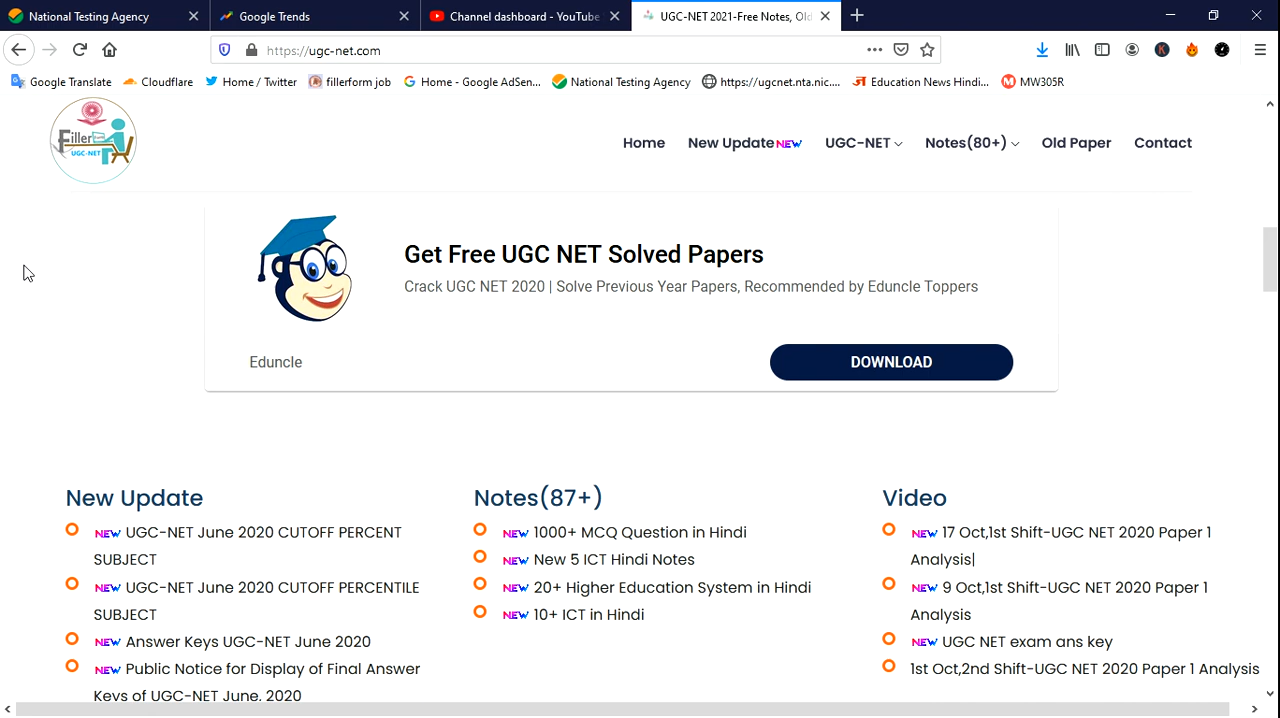 National Testing Agency
Google Trends
Channel dashboard - YouTube
UGC-NET 2021-Free Notes, Old
https://ugc-net.com
Google Translate
Cloudflare
Home / Twitter
fillerform job
Home - Google AdSen...
National Testing Agency
https://ugcnet.nta.nic....
Education News Hindi...
MW305R
Filler
UGC-NET
Home
New Update NEW
UGC-NET
Notes(80+)
Old Paper
Contact
Get Free UGC NET Solved Papers
Crack UGC NET 2020 | Solve Previous Year Papers, Recommended by Eduncle Toppers
Eduncle
DOWNLOAD
New Update
NEW UGC-NET June 2020 CUTOFF PERCENT
SUBJECT
NEW UGC-NET June 2020 CUTOFF PERCENTILE
SUBJECT
NEW Answer Keys UGC-NET June 2020
NEW Public Notice for Display of Final Answer
Keys of UGC-NET June, 2020
Notes(87+)
NEW 1000+ MCQ Question in Hindi
NEW New 5 ICT Hindi Notes
NEW 20+ Higher Education System in Hindi
NEW 10+ ICT in Hindi
Video
NEW 17 Oct,1st Shift-UGC NET 2020 Paper 1
Analysis|
NEW 9 Oct,1st Shift-UGC NET 2020 Paper 1
Analysis
NEW UGC NET exam ans key
1st Oct,2nd Shift-UGC NET 2020 Paper 1 Analysis